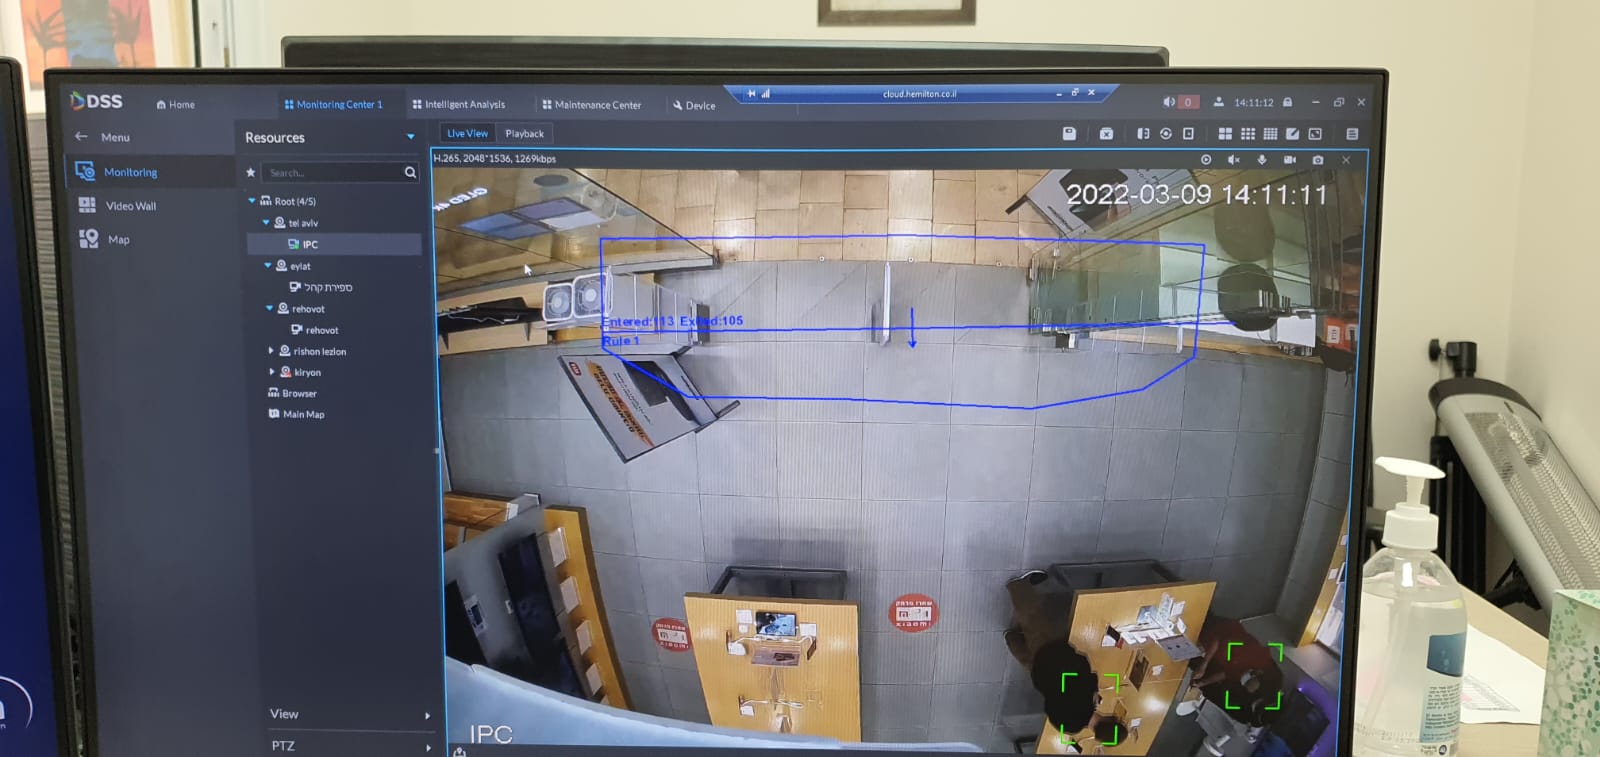 DSS
Home
Monitoring Center 1
Intelligent Analysis
Maintenance Center
Device
cloud.hemilton.co.il
0
14:11:12
Menu
Resources
Live View
Playback
H.265, 2048*1536, 1269kbps
Monitoring
Search...
Video Wall
Root (4/5)
2022-03-09 14:11:11
tel aviv
Map
IPC
eylat
ספירת קהל
rehovot
Entered:113 Exited:105
rehovot
Rule 1
rishon lezion
kiryon
Browser
Main Map
xiaomi
View
IPC
PTZ